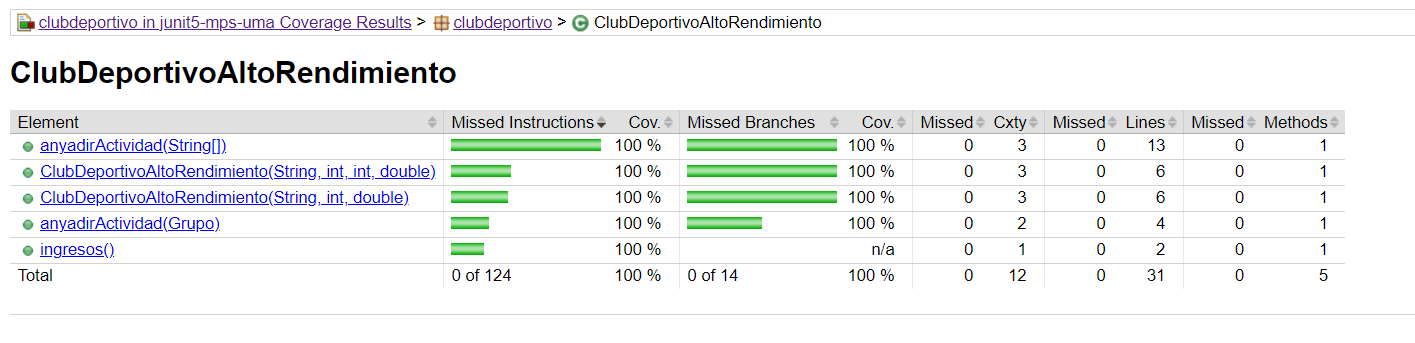 clubdeportivo in junit5-mps-uma Coverage Results > clubdeportivo > ClubDeportivoAltoRendimiento
ClubDeportivoAltoRendimiento
Element Missed Instructions Cov. Missed Branches Cov. Missed Cxty Missed Lines Missed Methods
anyadirActividad(String[]) 100 % 100 % 0 3 0 13 0 1
ClubDeportivoAltoRendimiento(String, int, int, double) 100 % 100 % 0 3 0 6 0 1
ClubDeportivoAltoRendimiento(String, int, double) 100 % 100 % 0 3 0 6 0 1
anyadirActividad(Grupo) 100 % 100 % 0 2 0 4 0 1
ingresos() 100 % n/a 0 1 0 2 0 1
Total 0 of 124 100 % 0 of 14 100 % 0 12 0 31 0 5